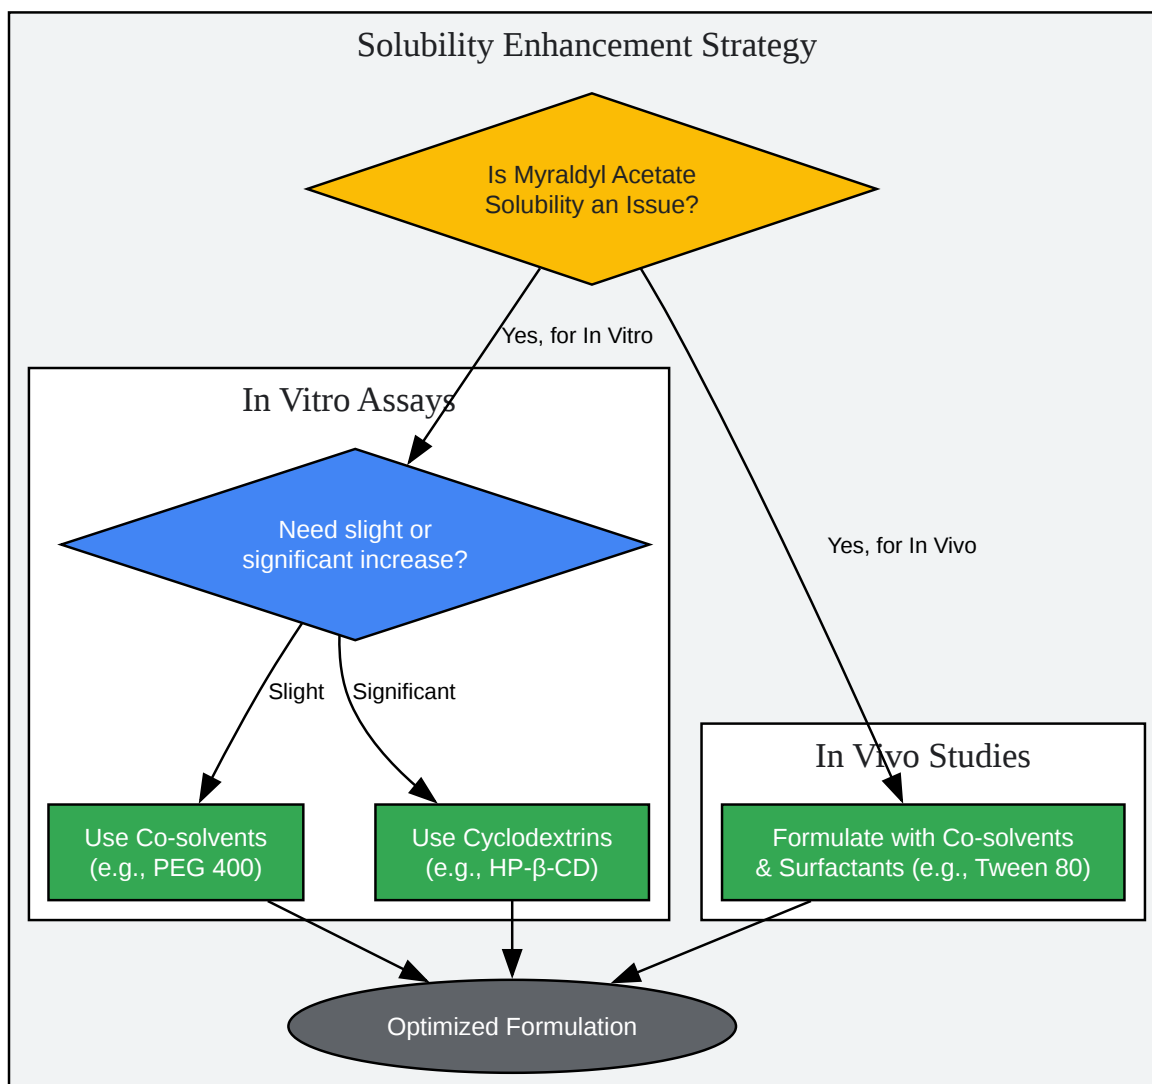 Solubility Enhancement Strategy
Is Myraldyl Acetate
Solubility an Issue?
Yes, for In Vitro
In Vitro Assays
Need slight or
significant increase?
Yes, for In Vivo
Slight
Significant
In Vivo Studies
Use Co-solvents
(e.g., PEG 400)
Use Cyclodextrins
(e.g., HP-β-CD)
Formulate with Co-solvents
& Surfactants (e.g., Tween 80)
Optimized Formulation